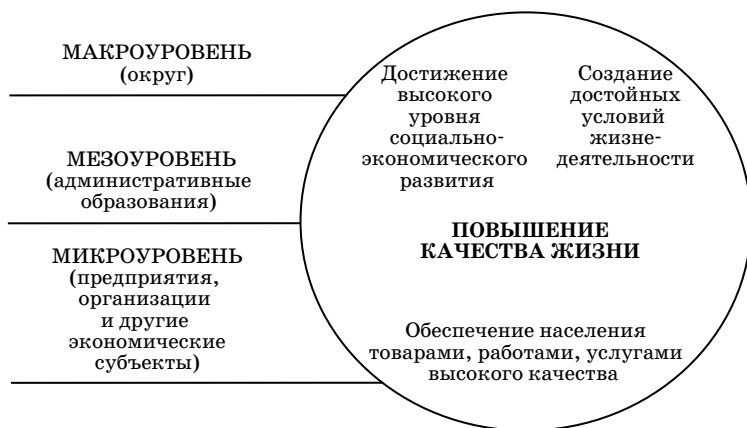 МАКРОУРОВЕНЬ
(округ)
МЕЗОУРОВЕНЬ
(административные
образования)
МИКРОУРОВЕНЬ
(предприятия,
организации
и другие
экономические
субъекты)
Достижение
высокого
уровня
социально-
экономического
развития
Создание
достойных
условий
жизне-
деятельности
ПОВЫШЕНИЕ
КАЧЕСТВА ЖИЗНИ
Обеспечение населения
товарами, работами, услугами
высокого качества